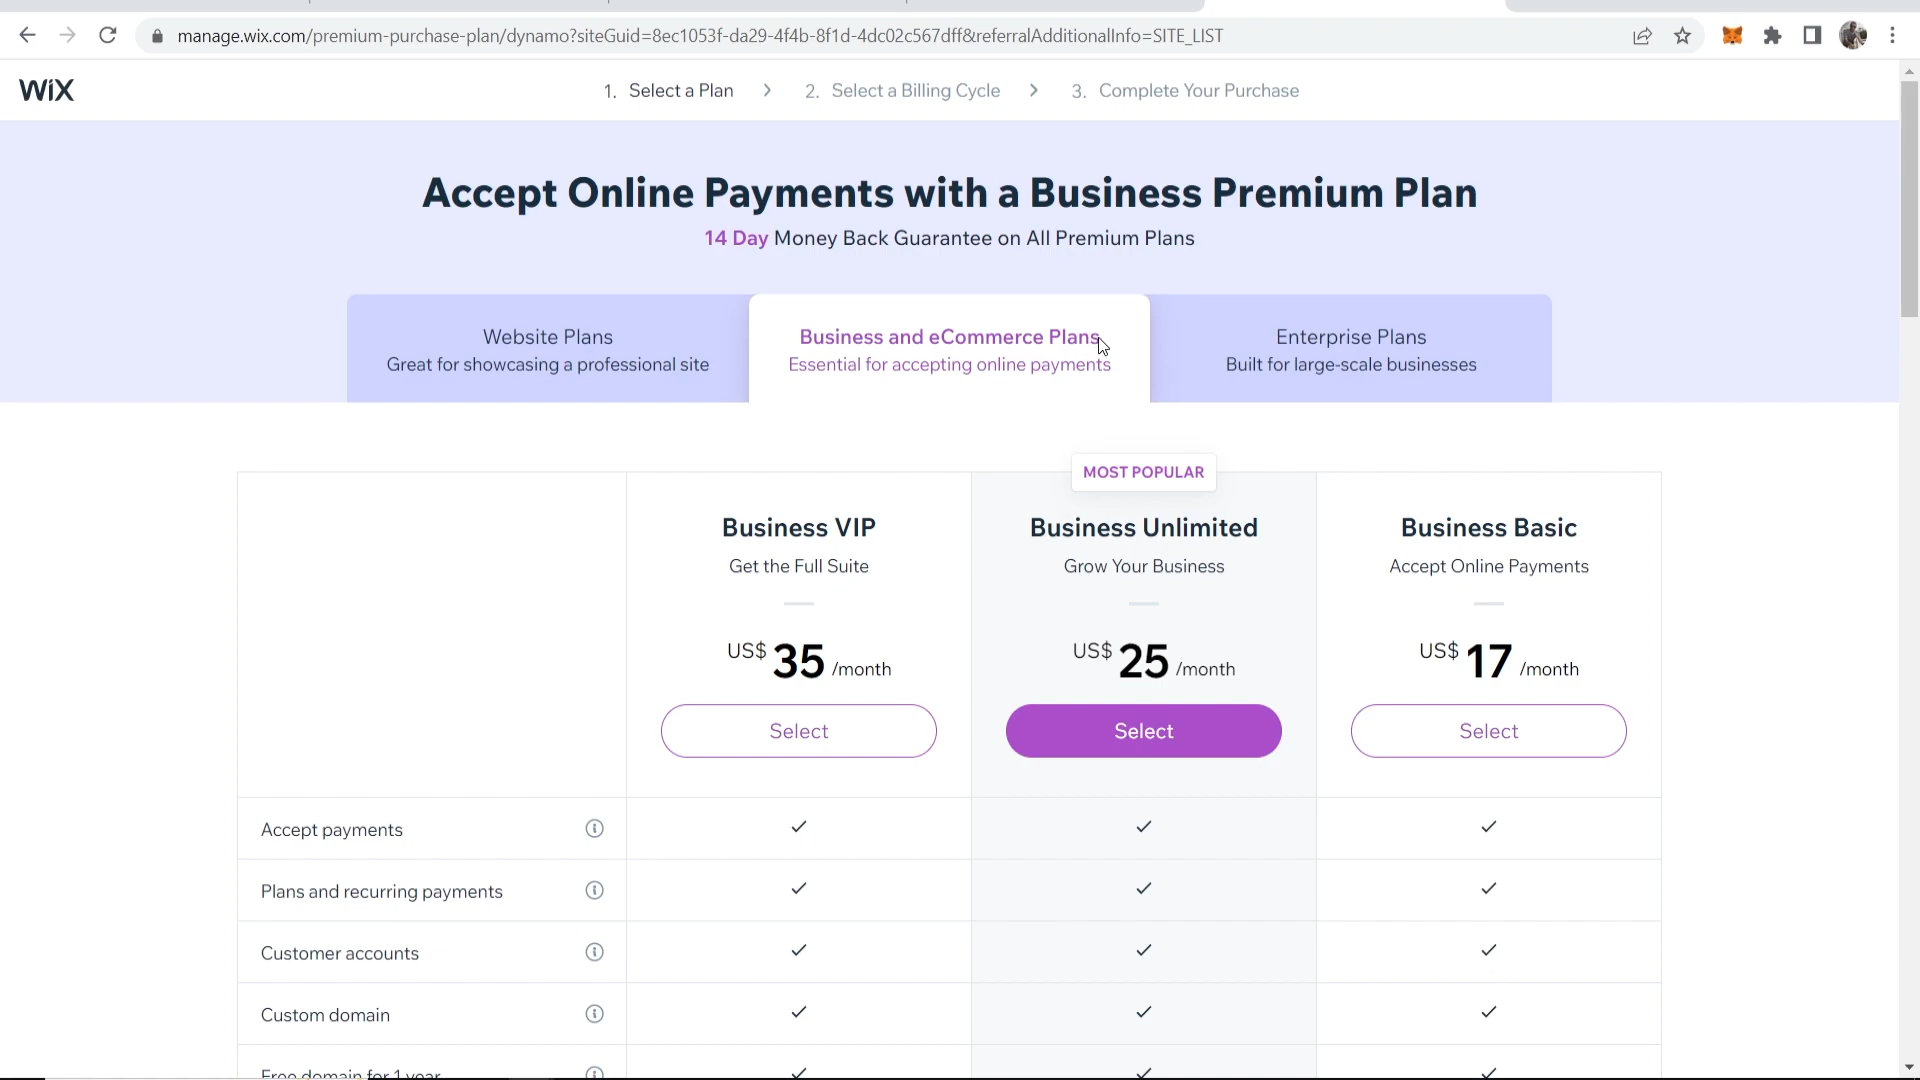 manage.wix.com/premium-purchase-plan/dynamo?siteGuid=8ec1053f-da29-4f4b-8f1d-4dc02c567dff&referralAdditionalInfo=SITE_LIST
WiX
1. Select a Plan
2. Select a Billing Cycle
3. Complete Your Purchase
Accept Online Payments with a Business Premium Plan
14 Day Money Back Guarantee on All Premium Plans
Website Plans
Great for showcasing a professional site
Business and eCommerce Plans
Essential for accepting online payments
Enterprise Plans
Built for large-scale businesses
MOST POPULAR
Business VIP
Get the Full Suite
US$ 35 /month
Select
Business Unlimited
Grow Your Business
US$ 25 /month
Select
Business Basic
Accept Online Payments
US$ 17 /month
Select
Accept payments
Plans and recurring payments
Customer accounts
Custom domain
Free domain for 1 year